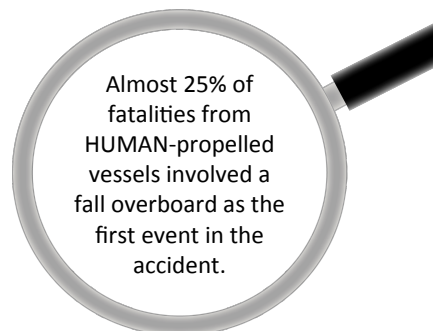 Almost 25% of
fatalities from
HUMAN-propelled
vessels involved a
fall overboard as the
first event in the
accident.